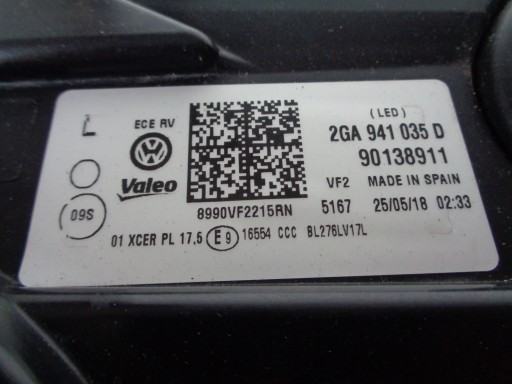 L ECE RV (LED)
2GA 941 035 D
90138911
Valeo
VF2 MADE IN SPAIN
09S 8990VF2215RN 5167 25/05/18 02:33
01 XCER PL 17,5 E9 16554 CCC BL276LV17L